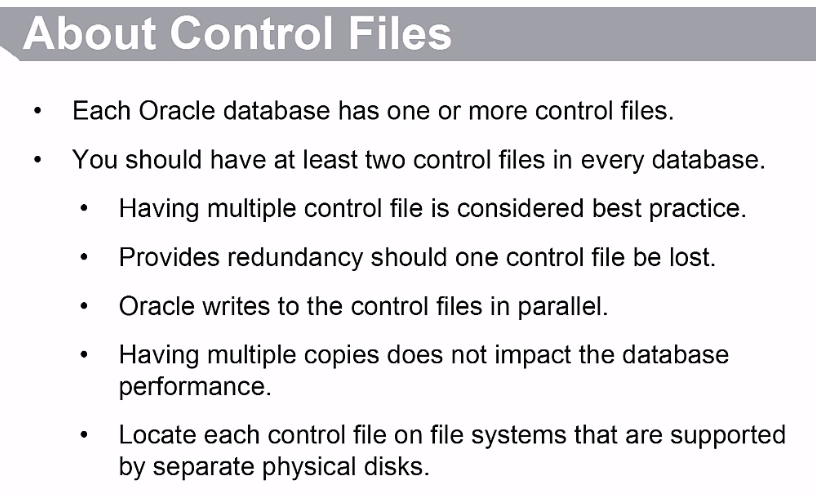 About Control Files
• Each Oracle database has one or more control files.
• You should have at least two control files in every database.
• Having multiple control file is considered best practice.
• Provides redundancy should one control file be lost.
• Oracle writes to the control files in parallel.
• Having multiple copies does not impact the database
performance.
• Locate each control file on file systems that are supported
by separate physical disks.